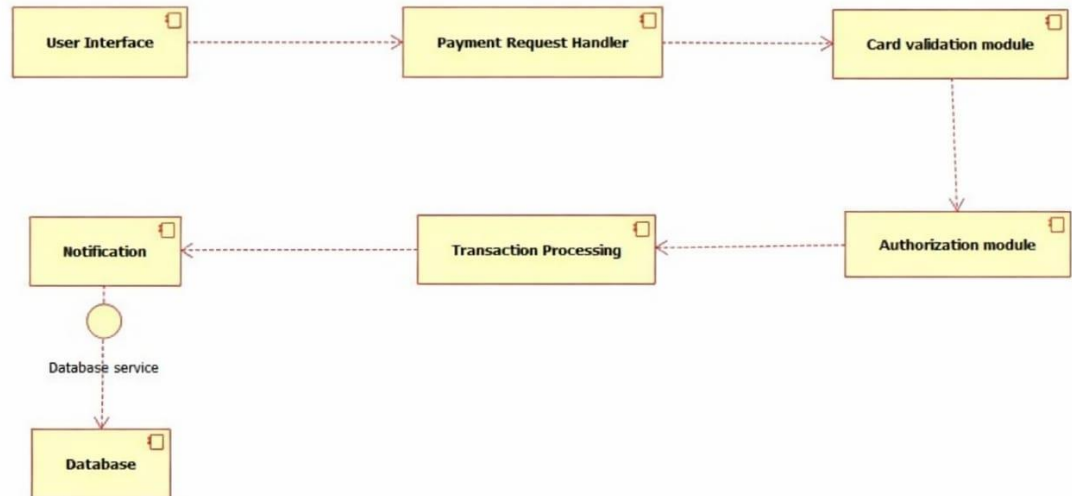 User Interface
Payment Request Handler
Card validation module
Notification
Transaction Processing
Authorization module
Database service
Database